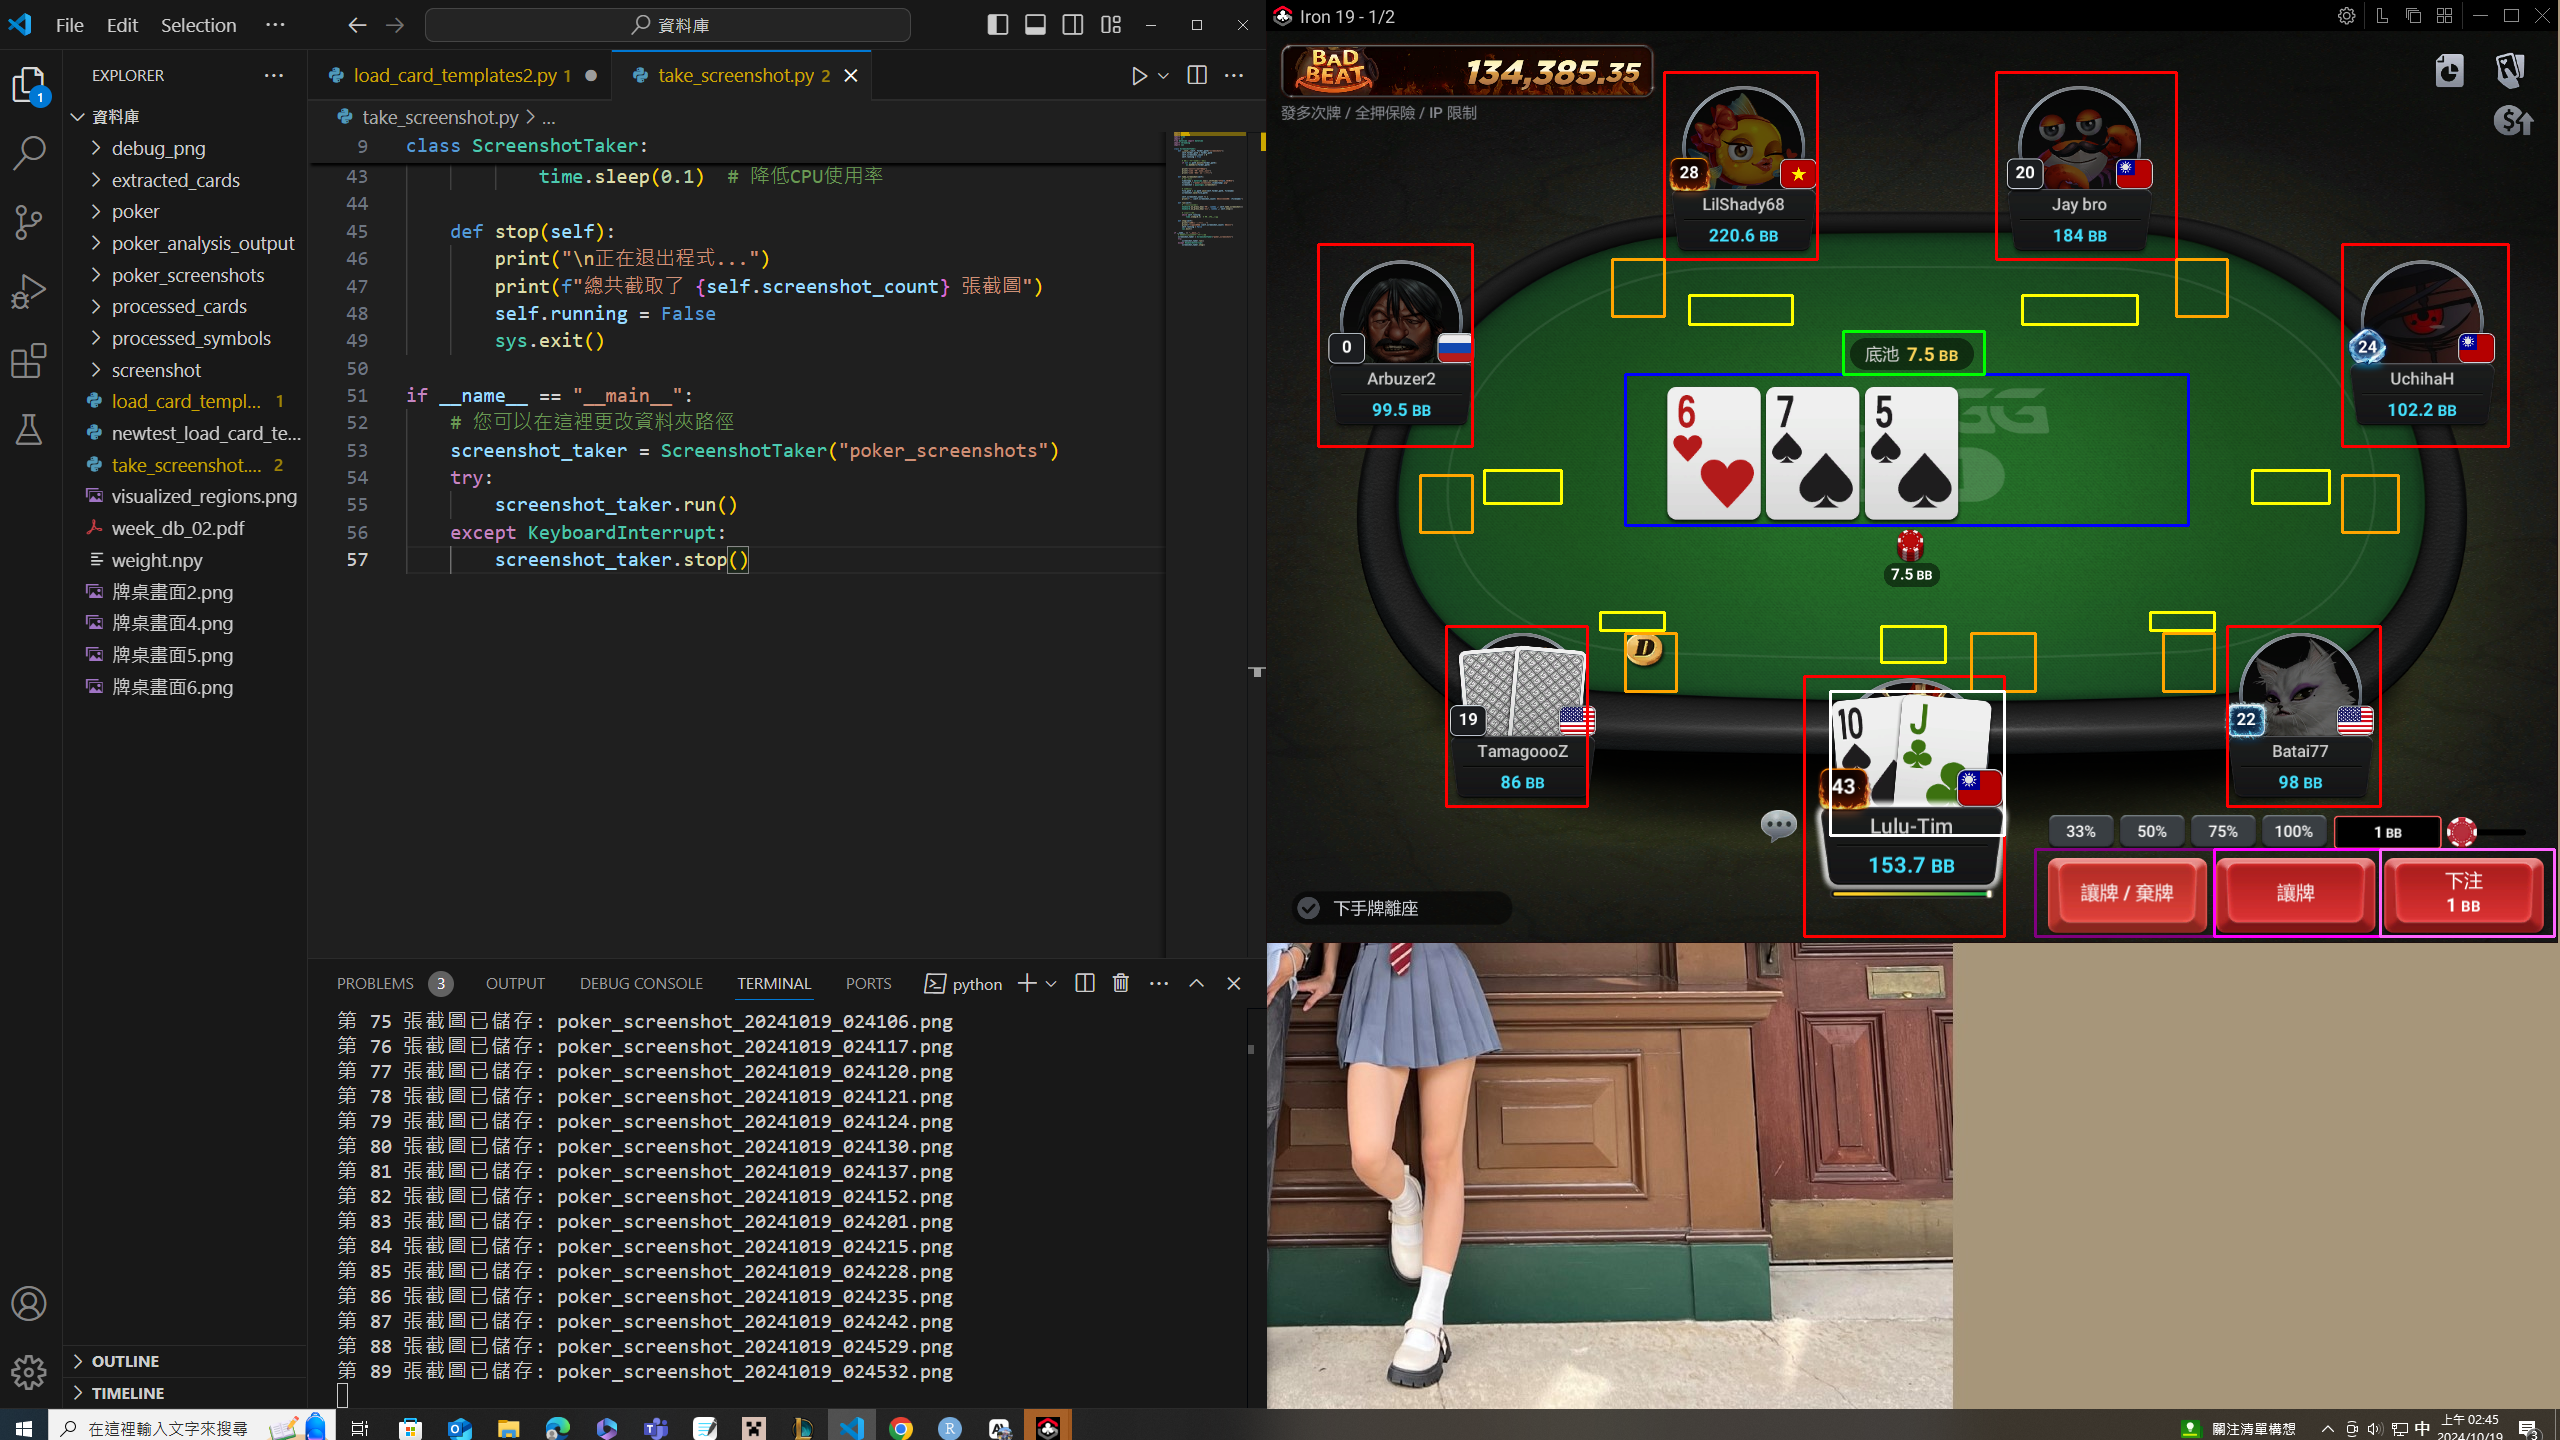 File Edit Selection ...
資料庫
EXPLORER
資料庫
debug_png
extracted_cards
poker
poker_analysis_output
poker_screenshots
processed_cards
processed_symbols
screenshot
load_card_templ... 1
newtest_load_card_te...
take_screenshot.... 2
visualized_regions.png
week_db_02.pdf
weight.npy
牌桌畫面2.png
牌桌畫面4.png
牌桌畫面5.png
牌桌畫面6.png
OUTLINE
TIMELINE
1
load_card_templates2.py 1
take_screenshot.py 2
take_screenshot.py > ...
9 class ScreenshotTaker:
43 time.sleep(0.1) # 降低CPU使用率
44
45 def stop(self):
46 print("\n正在退出程式...")
47 print(f"總共截取了 {self.screenshot_count} 張截圖")
48 self.running = False
49 sys.exit()
50
51 if __name__ == "__main__":
52 # 您可以在這裡更改資料夾路徑
53 screenshot_taker = ScreenshotTaker("poker_screenshots")
54 try:
55 screenshot_taker.run()
56 except KeyboardInterrupt:
57 screenshot_taker.stop()
PROBLEMS 3 OUTPUT DEBUG CONSOLE TERMINAL PORTS python
第 75 張截圖已儲存: poker_screenshot_20241019_024106.png
第 76 張截圖已儲存: poker_screenshot_20241019_024117.png
第 77 張截圖已儲存: poker_screenshot_20241019_024120.png
第 78 張截圖已儲存: poker_screenshot_20241019_024121.png
第 79 張截圖已儲存: poker_screenshot_20241019_024124.png
第 80 張截圖已儲存: poker_screenshot_20241019_024130.png
第 81 張截圖已儲存: poker_screenshot_20241019_024137.png
第 82 張截圖已儲存: poker_screenshot_20241019_024152.png
第 83 張截圖已儲存: poker_screenshot_20241019_024201.png
第 84 張截圖已儲存: poker_screenshot_20241019_024215.png
第 85 張截圖已儲存: poker_screenshot_20241019_024228.png
第 86 張截圖已儲存: poker_screenshot_20241019_024235.png
第 87 張截圖已儲存: poker_screenshot_20241019_024242.png
第 88 張截圖已儲存: poker_screenshot_20241019_024529.png
第 89 張截圖已儲存: poker_screenshot_20241019_024532.png
Iron 19 - 1/2
BAD BEAT 134,385.35
發多次牌 / 全押保險 / IP 限制
28
LilShady68
220.6 BB
20
Jay bro
184 BB
0
Arbuzer2
99.5 BB
24
UchihaH
102.2 BB
底池 7.5 BB
6 7 5
7.5 BB
D
19
TamagoooZ
86 BB
10 J
43
Lulu-Tim
153.7 BB
22
Batai77
98 BB
33% 50% 75% 100% 1 BB
讓牌 / 棄牌
讓牌
下注
1 BB
下手牌離座
在這裡輸入文字來搜尋
關注清單構想
中
上午 02:45
2024/10/19
3